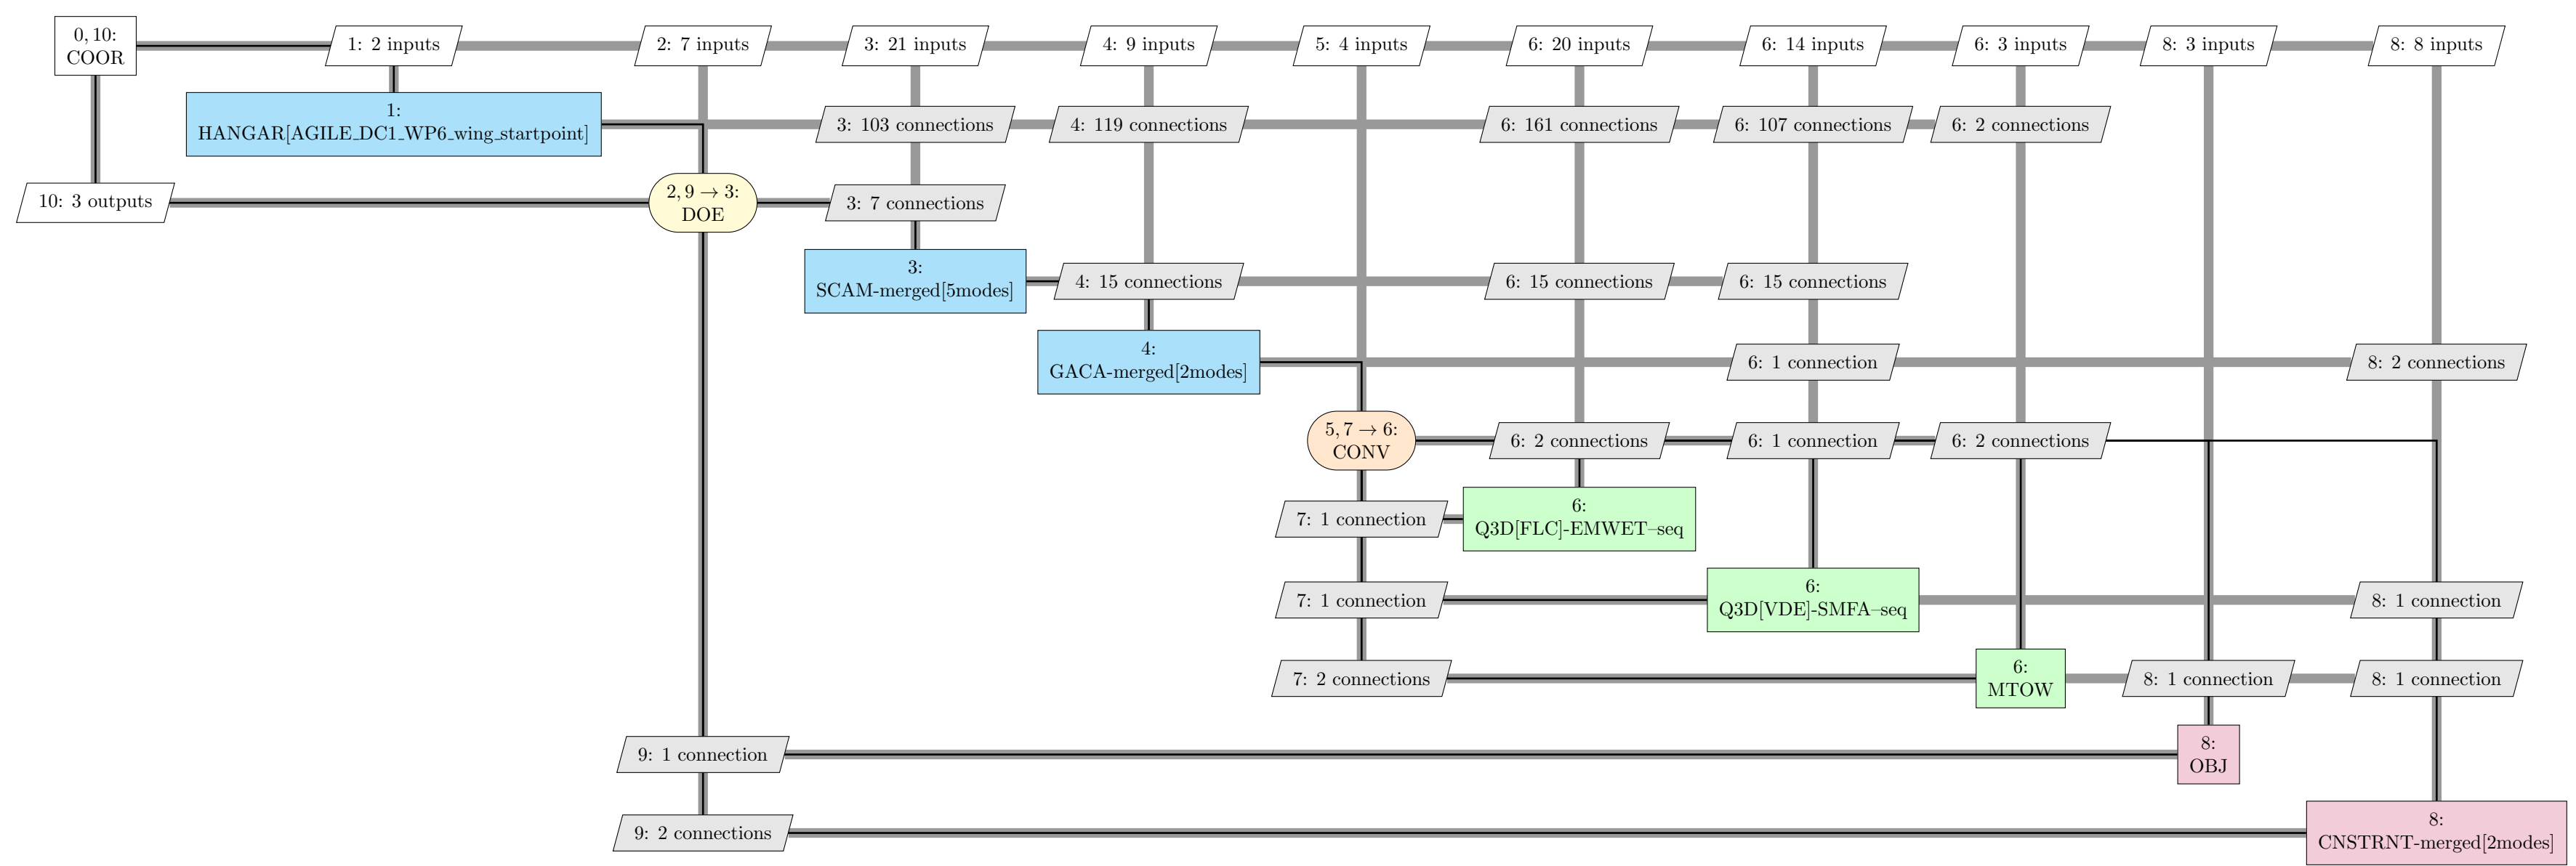 0, 10:
COOR
1: 2 inputs
2: 7 inputs
3: 21 inputs
4: 9 inputs
5: 4 inputs
6: 20 inputs
6: 14 inputs
6: 3 inputs
8: 3 inputs
8: 8 inputs
1:
HANGAR[AGILE_DC1_WP6_wing_startpoint]
3: 103 connections
4: 119 connections
6: 161 connections
6: 107 connections
6: 2 connections
10: 3 outputs
2, 9 → 3:
DOE
3: 7 connections
3:
SCAM-merged[5modes]
4: 15 connections
6: 15 connections
6: 15 connections
4:
GACA-merged[2modes]
6: 1 connection
8: 2 connections
5, 7 → 6:
CONV
6: 2 connections
6: 1 connection
6: 2 connections
7: 1 connection
6:
Q3D[FLC]-EMWET–seq
7: 1 connection
6:
Q3D[VDE]-SMFA–seq
8: 1 connection
7: 2 connections
6:
MTOW
8: 1 connection
8: 1 connection
9: 1 connection
8:
OBJ
9: 2 connections
8:
CNSTRNT-merged[2modes]